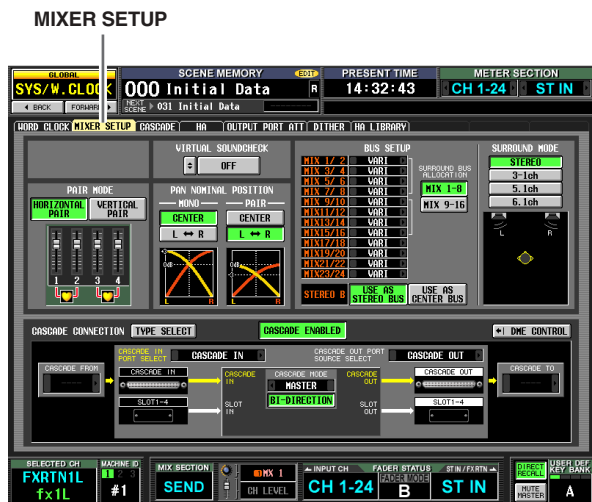 MIXER SETUP
GLOBAL
SYS/W.CLOCK
BACK FORWARD
SCENE MEMORY EDIT
000 Initial Data R
NEXT SCENE 031 Initial Data
PRESENT TIME
14:32:43
METER SECTION
CH 1-24 ST IN
WORD CLOCK MIXER SETUP CASCADE HA OUTPUT PORT ATT DITHER HA LIBRARY
VIRTUAL SOUNDCHECK
OFF
PAIR MODE
HORIZONTAL PAIR
VERTICAL PAIR
1 2 3 4
PAN NOMINAL POSITION
MONO PAIR
CENTER CENTER
L ↔ R L ↔ R
0dB 0dB
L R L R
BUS SETUP
MIX 1/ 2 VARI
MIX 3/ 4 VARI
MIX 5/ 6 VARI
MIX 7/ 8 VARI
MIX 9/10 VARI
MIX11/12 VARI
MIX13/14 VARI
MIX15/16 VARI
MIX17/18 VARI
MIX19/20 VARI
MIX21/22 VARI
MIX23/24 VARI
SURROUND BUS ALLOCATION
MIX 1-8
MIX 9-16
STEREO B
USE AS STEREO BUS
USE AS CENTER BUS
SURROUND MODE
STEREO
3-1ch
5.1ch
6.1ch
L R
CASCADE CONNECTION TYPE SELECT
CASCADE ENABLED
DME CONTROL
CASCADE IN PORT SELECT
CASCADE IN
CASCADE OUT PORT SOURCE SELECT
CASCADE OUT
CASCADE FROM
CASCADE IN
SLOT1-4
CASCADE IN
SLOT IN
CASCADE MODE
MASTER
BI-DIRECTION
CASCADE OUT
SLOT OUT
CASCADE OUT
SLOT1-4
CASCADE TO
SELECTED CH
FXRTN1L
fx1L
MACHINE ID
1 2 3
#1
MIX SECTION
SEND
MX 1
CH LEVEL
INPUT CH FADER STATUS ST IN/FXRTN
CH 1-24
FADER MODE
B
ST IN
DIRECT RECALL
MUTE MASTER
USER DEF KEY BANK
A